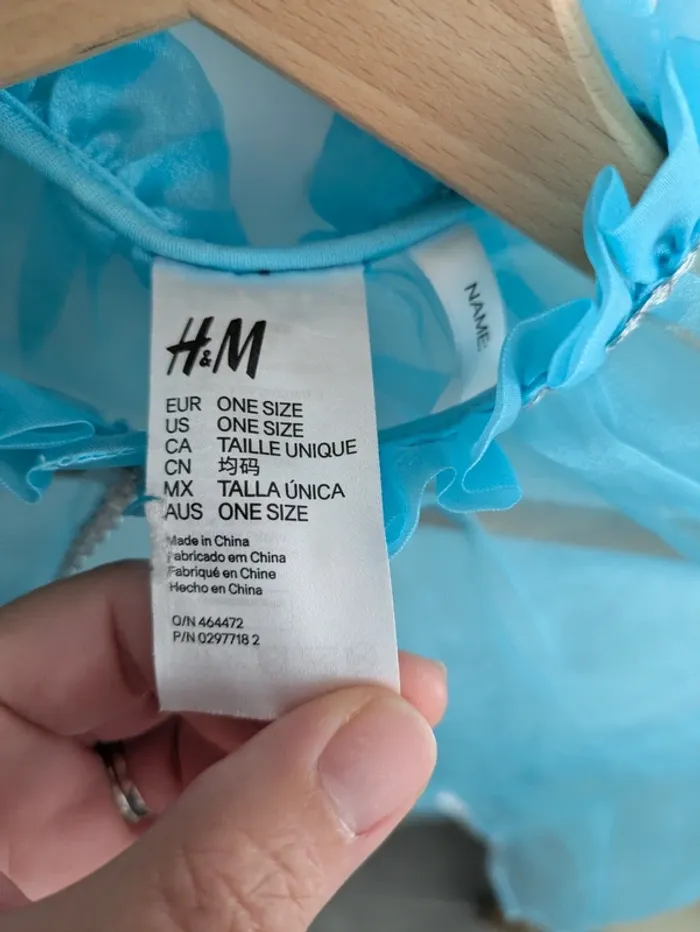 H&M
EUR ONE SIZE
US ONE SIZE
CA TAILLE UNIQUE
CN 均码
MX TALLA ÚNICA
AUS ONE SIZE
Made in China
Fabricado em China
Fabriqué en Chine
Hecho en China
O/N 464472
P/N 0297718 2
NAME: